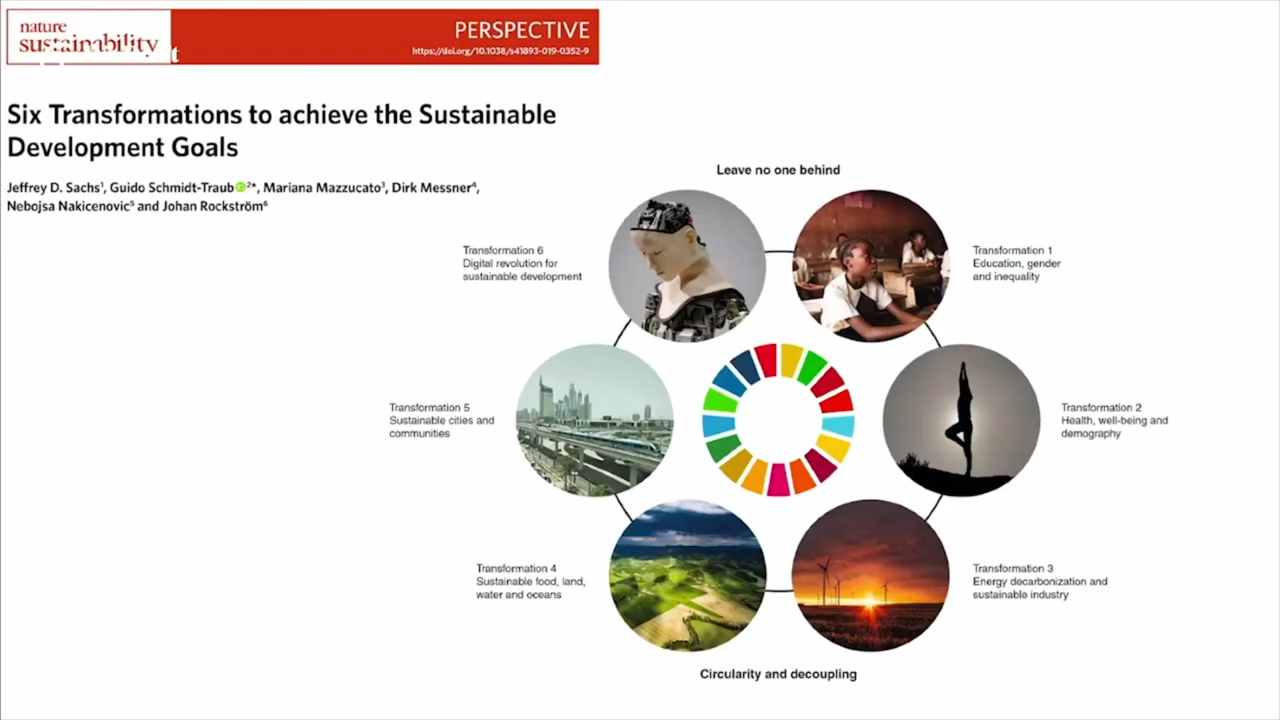 nature
sustainability
PERSPECTIVE
https://doi.org/10.1038/s41893-019-0352-9
Six Transformations to achieve the Sustainable
Development Goals
Jeffrey D. Sachs¹, Guido Schmidt-Traub²*, Mariana Mazzucato³, Dirk Messner⁴,
Nebojsa Nakicenovic⁵ and Johan Rockström⁶
Leave no one behind
Transformation 6
Digital revolution for
sustainable development
Transformation 1
Education, gender
and inequality
Transformation 5
Sustainable cities and
communities
Transformation 2
Health, well-being and
demography
Transformation 4
Sustainable food, land,
water and oceans
Transformation 3
Energy decarbonization and
sustainable industry
Circularity and decoupling